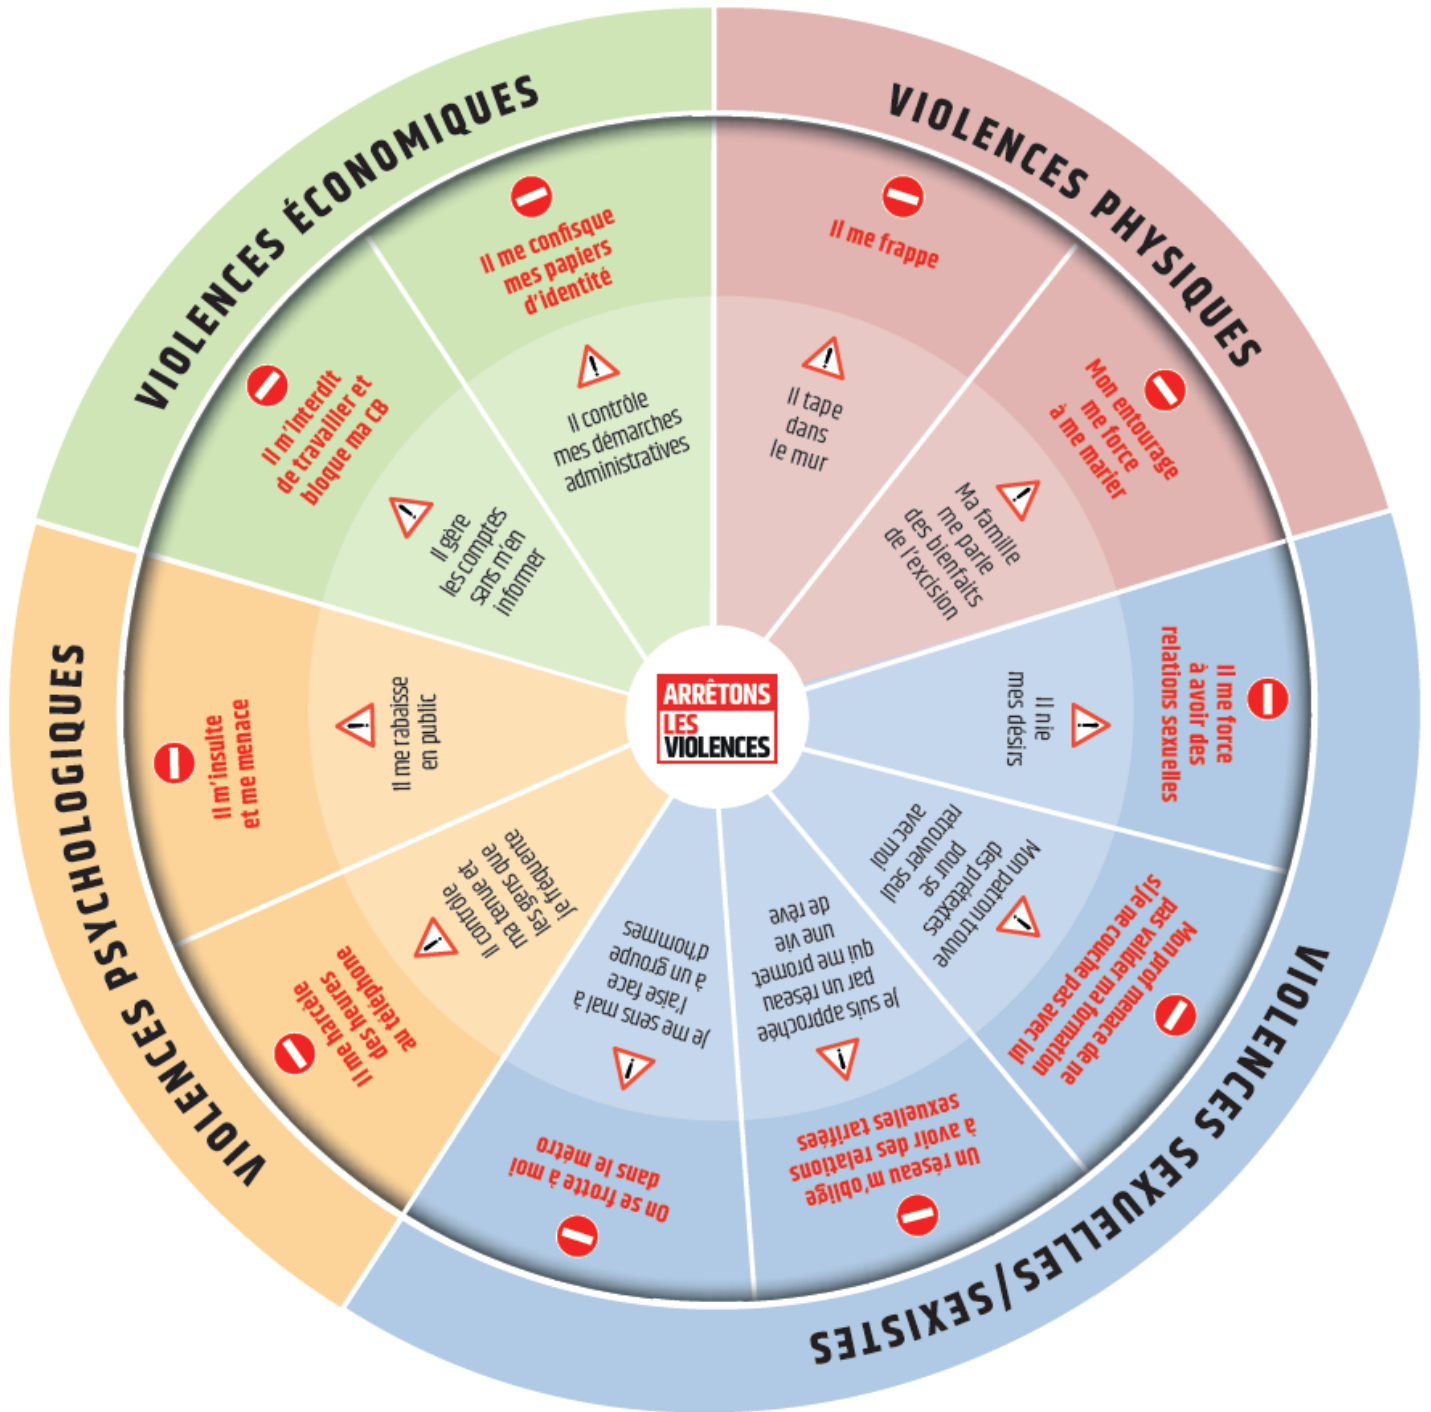 VIOLENCES PHYSIQUES
Il me frappe
Il tape
dans
le mur
Mon entourage
me force
à me marier
Ma famille
me parle
des bienfaits
de l'excision
VIOLENCES SEXUELLES/SEXISTES
Il me force
à avoir des
relations sexuelles
Il nie
mes désirs
Mon prof menace de ne
pas valider ma formation
si je ne couche pas avec lui
Mon patron trouve
des prétextes
pour se
retrouver seul
avec moi
Un réseau m'oblige
à avoir des relations
sexuelles tarifées
Je suis approchée
par un réseau
qui me promet
une vie
de rêve
On se frotte à moi
dans le métro
Je me sens mal à
l'aise face
à un groupe
d'hommes
VIOLENCES PSYCHOLOGIQUES
Il me harcèle
des heures
au téléphone
Il contrôle
ma tenue et
les gens que
je fréquente
Il m'insulte
et me menace
Il me rabaisse
en public
VIOLENCES ÉCONOMIQUES
Il m'Interdit
de travailler et
bloque ma CB
Il gère
les comptes
sans m'en
informer
Il me confisque
mes papiers
d'identité
Il contrôle
mes démarches
administratives
ARRÊTONS
LES
VIOLENCES